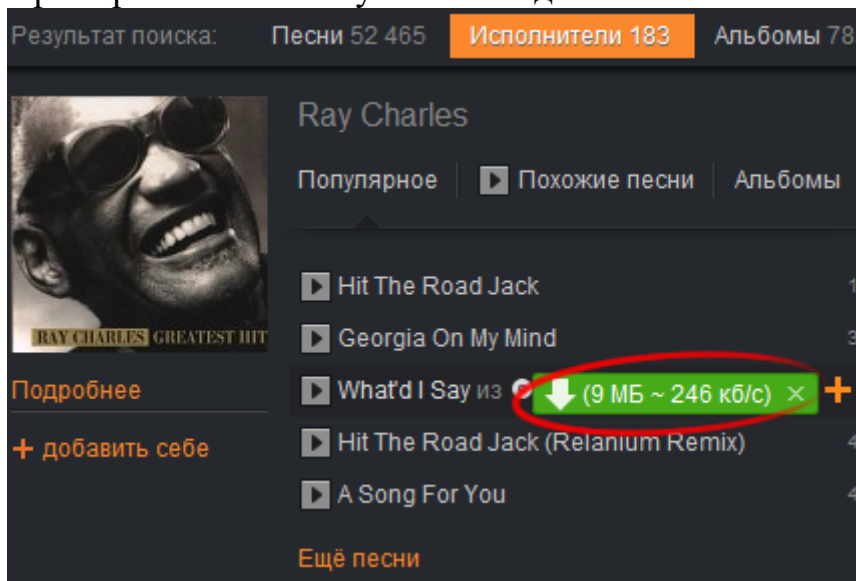 Результат поиска: Песни 52 465 Исполнители 183 Альбомы 78
Ray Charles
Популярное Похожие песни Альбомы
Hit The Road Jack
RAY CHARLES GREATEST HIT
Georgia On My Mind
Подробнее
What'd I Say из (9 МБ ~ 246 кб/с) ×
+ добавить себе
Hit The Road Jack (Relanium Remix)
A Song For You
Ещё песни